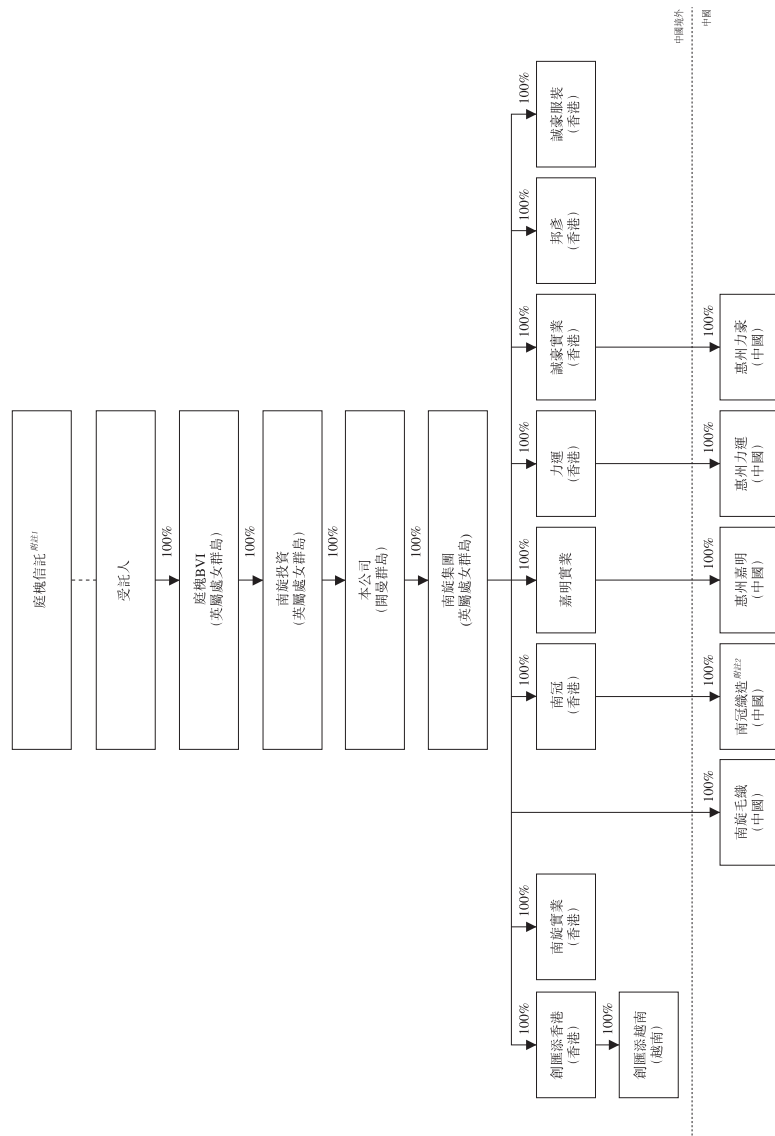 庭槐信託附註1
受託人
100%
庭槐BVI
(英屬處女群島)
100%
南旋投資
(英屬處女群島)
100%
本公司
(開曼群島)
100%
南旋集團
(英屬處女群島)
100%
創匯添香港
(香港)
100%
南旋實業
(香港)
100%
南冠
(香港)
100%
嘉明實業
100%
力運
(香港)
100%
誠豪實業
(香港)
100%
邦彥
(香港)
100%
誠豪服裝
(香港)
100%
創匯添越南
(越南)
中國境外
中國
100%
南旋毛織
(中國)
100%
南冠織造附註2
(中國)
100%
惠州嘉明
(中國)
100%
惠州力運
(中國)
100%
惠州力豪
(中國)